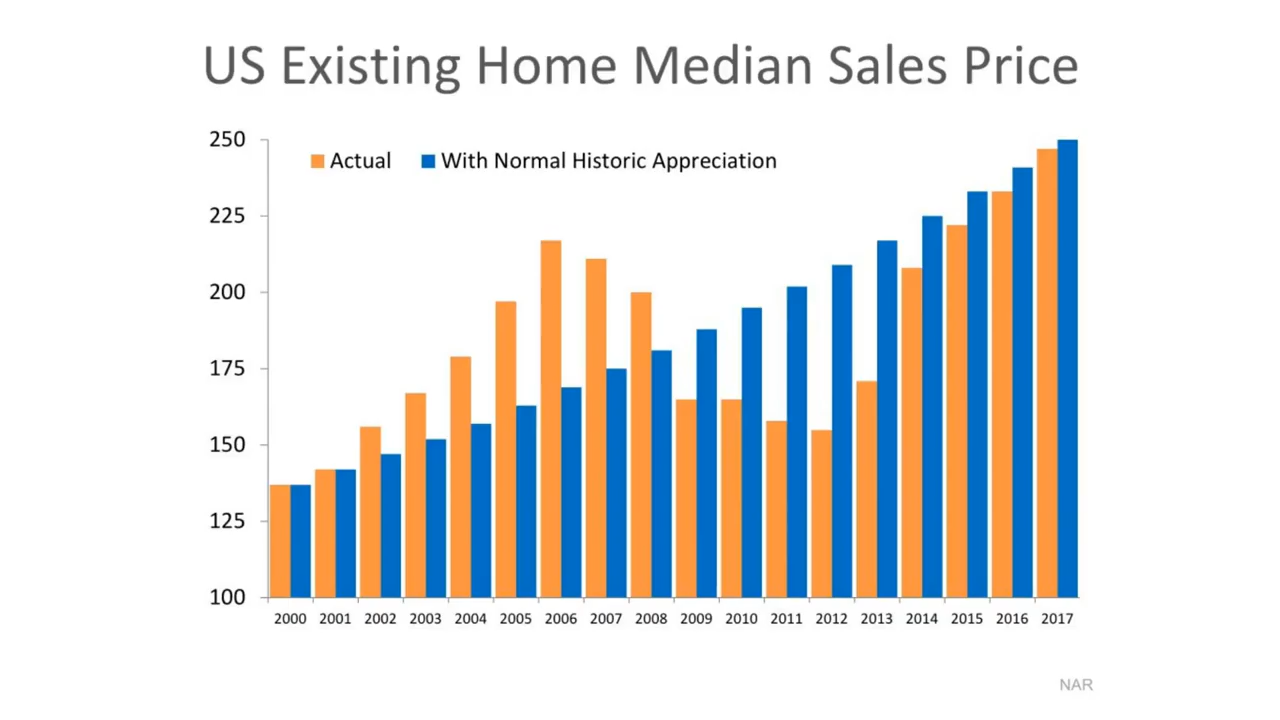 US Existing Home Median Sales Price
Actual With Normal Historic Appreciation
250
225
200
175
150
125
100
2000 2001 2002 2003 2004 2005 2006 2007 2008 2009 2010 2011 2012 2013 2014 2015 2016 2017
NAR